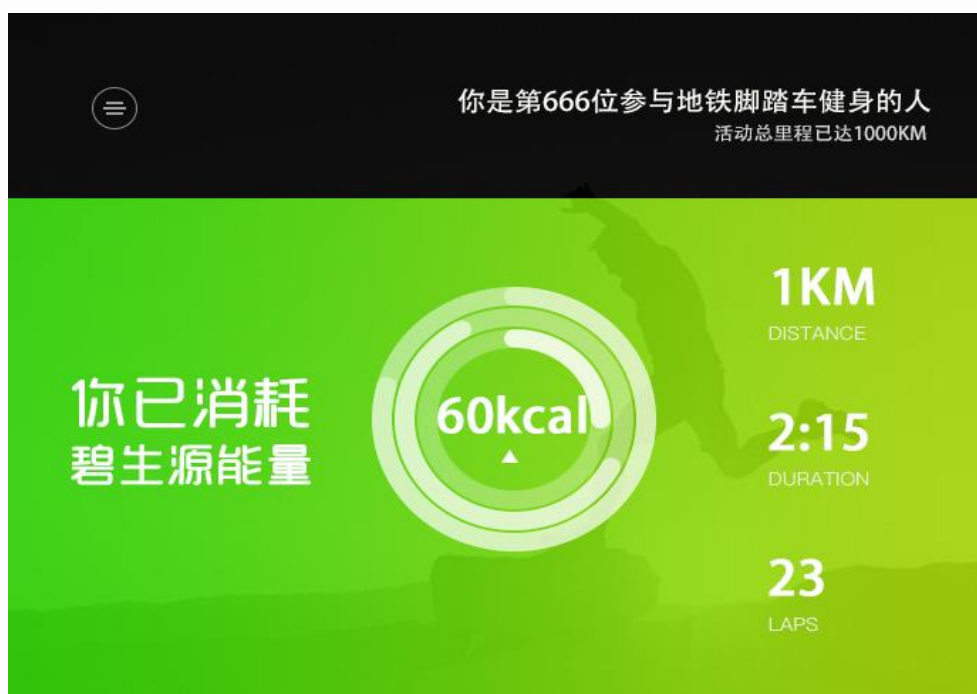 你是第666位参与地铁脚踏车健身的人
活动总里程已达1000KM
你已消耗
碧生源能量
60kcal
1KM
DISTANCE
2:15
DURATION
23
LAPS